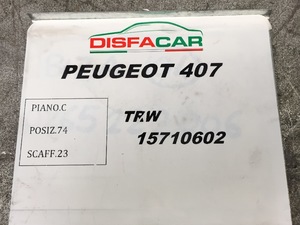 DISFACAR
PEUGEOT 407
PIANO.C
POSIZ.74
SCAFF.23
TRW
15710602